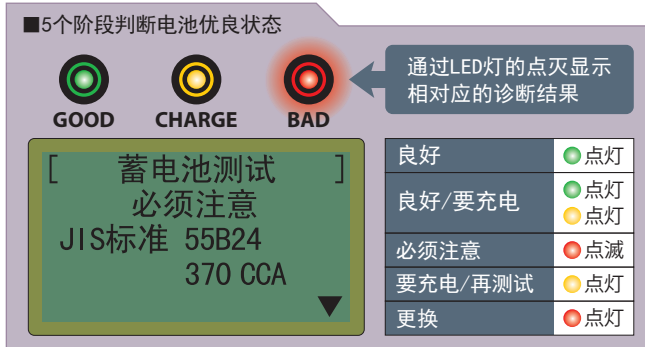 ■5个阶段判断电池优良状态
GOOD CHARGE BAD
通过LED灯的点灭显示
相对应的诊断结果
[ 蓄电池测试 ]
必须注意
JIS标准 55B24
370 CCA
良好 点灯
良好/要充电 点灯
点灯
必须注意 点滅
要充电/再测试 点灯
更换 点灯